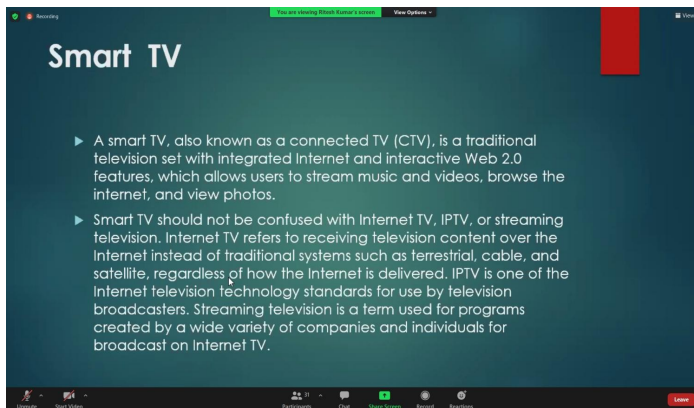 Recording
You are viewing Ritesh Kumar's screen View Options
View
Smart TV
A smart TV, also known as a connected TV (CTV), is a traditional
television set with integrated Internet and interactive Web 2.0
features, which allows users to stream music and videos, browse the
internet, and view photos.
Smart TV should not be confused with Internet TV, IPTV, or streaming
television. Internet TV refers to receiving television content over the
Internet instead of traditional systems such as terrestrial, cable, and
satellite, regardless of how the Internet is delivered. IPTV is one of the
Internet television technology standards for use by television
broadcasters. Streaming television is a term used for programs
created by a wide variety of companies and individuals for
broadcast on Internet TV.
31
Unmute Start Video Participants Chat Share Screen Record Reactions Leave